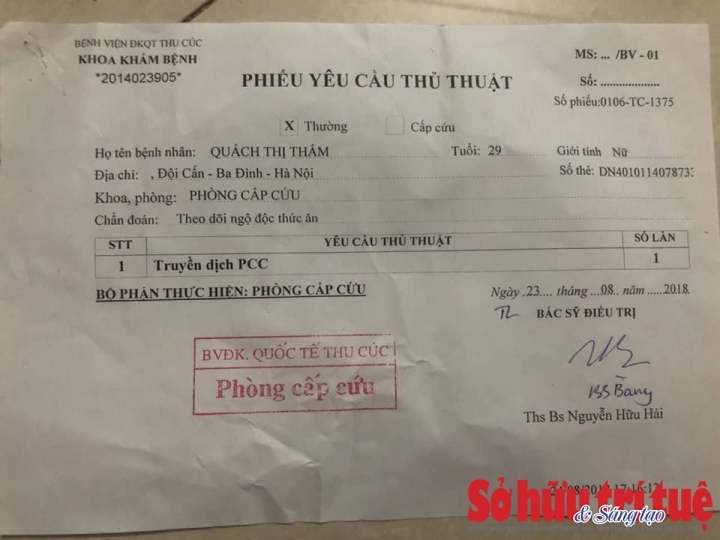 BỆNH VIỆN ĐKQT THU CÚC
KHOA KHÁM BỆNH
*2014023905*
MS: ... /BV - 01
Số: ....................
Số phiếu:0106-TC-1375
PHIẾU YÊU CẦU THỦ THUẬT
X Thường Cấp cứu
Họ tên bệnh nhân: QUÁCH THỊ THẮM Tuổi: 29 Giới tính Nữ
Địa chỉ: , Đội Cấn - Ba Đình - Hà Nội Số thẻ: DN4010114078733
Khoa, phòng: PHÒNG CẤP CỨU
Chẩn đoán: Theo dõi ngộ độc thức ăn
STT YÊU CẦU THỦ THUẬT SỐ LẦN
1 Truyền dịch PCC 1
BỘ PHẬN THỰC HIỆN: PHÒNG CẤP CỨU
Ngày .23.... tháng ...08... năm .....2018
TL BÁC SỸ ĐIỀU TRỊ
BVĐK. QUỐC TẾ THU CÚC
Phòng cấp cứu
BS Bằng
Ths Bs Nguyễn Hữu Hải
Sở hữu trí tuệ
& Sáng tạo